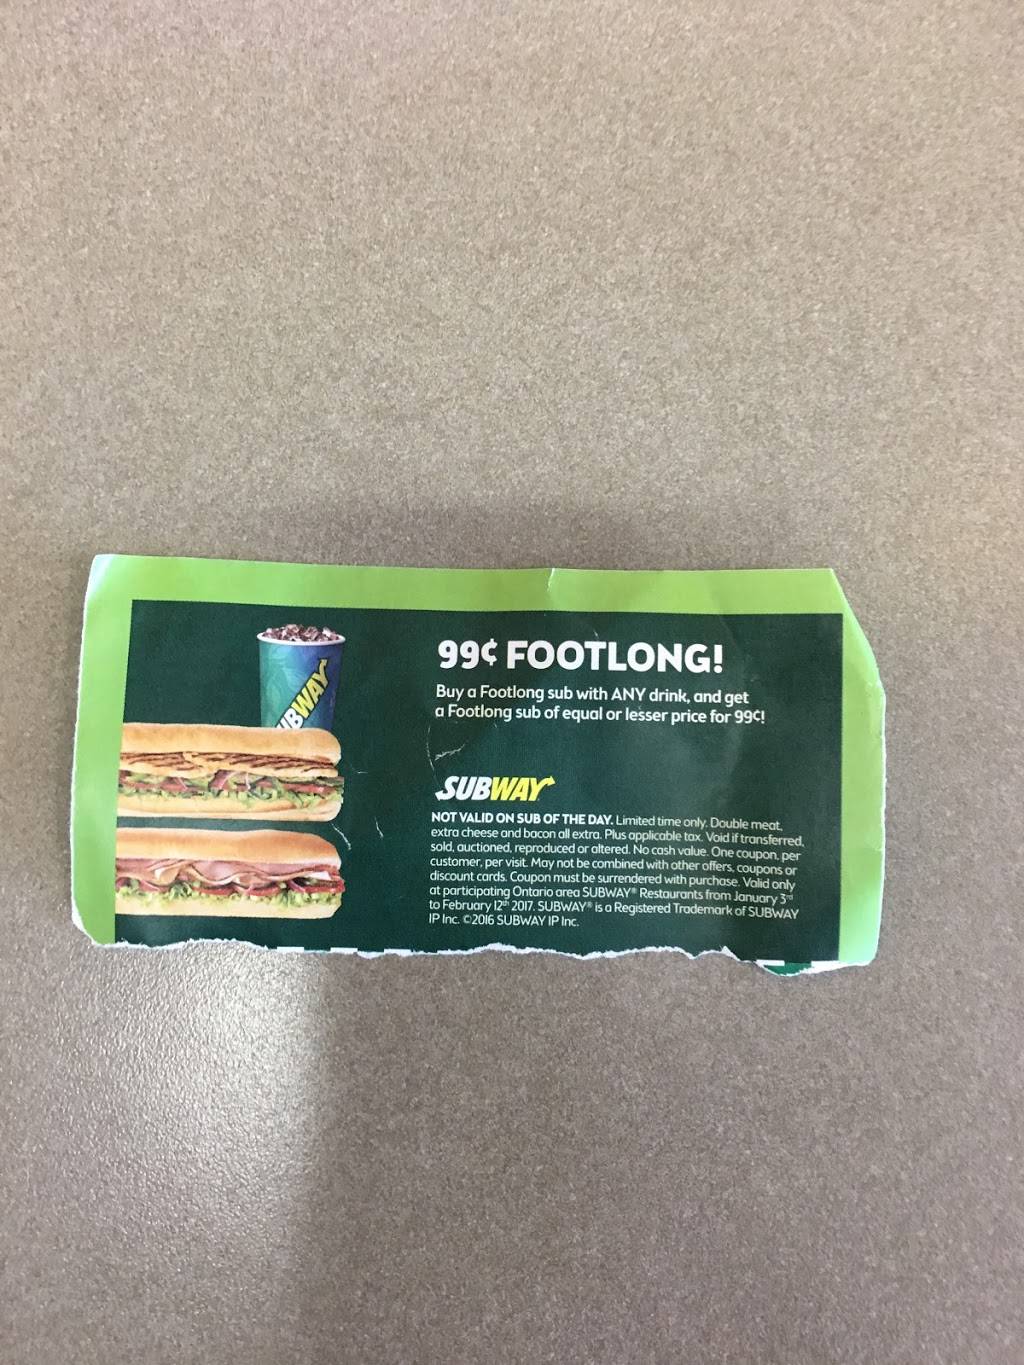 99¢ FOOTLONG!
Buy a Footlong sub with ANY drink, and get
a Footlong sub of equal or lesser price for 99¢!
UBWAY
SUBWAY
NOT VALID ON SUB OF THE DAY. Limited time only. Double meat,
extra cheese and bacon all extra. Plus applicable tax. Void if transferred,
sold, auctioned, reproduced or altered. No cash value. One coupon, per
customer, per visit. May not be combined with other offers, coupons or
discount cards. Coupon must be surrendered with purchase. Valid only
at participating Ontario area SUBWAY® Restaurants from January 3rd
to February 12th 2017. SUBWAY® is a Registered Trademark of SUBWAY
IP Inc. ©2016 SUBWAY IP Inc.